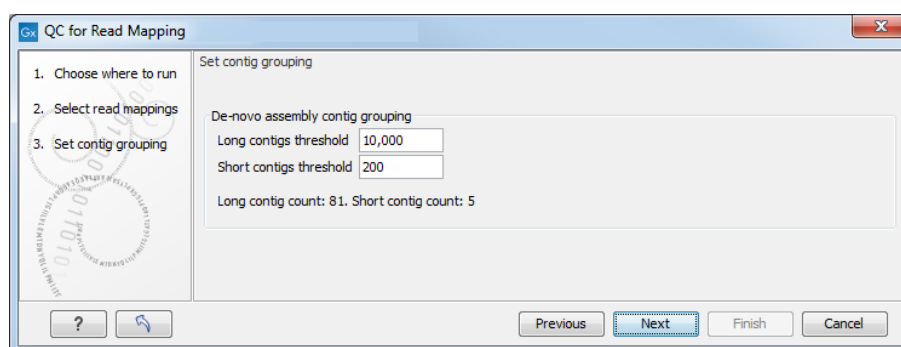 Gx QC for Read Mapping
X
1. Choose where to run
2. Select read mappings
3. Set contig grouping
Set contig grouping
De-novo assembly contig grouping
Long contigs threshold 10,000
Short contigs threshold 200
Long contig count: 81. Short contig count: 5
?
Previous Next Finish Cancel